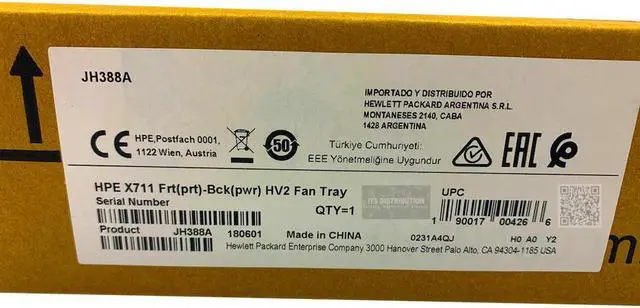 JH388A
IMPORTADO Y DISTRIBUIDO POR
HEWLETT PACKARD ARGENTINA S.R.L.
MONTANESES 2140, CABA
1428 ARGENTINA
CE
HPE,Postfach 0001,
1122 Wien, Austria
50
Türkiye Cumhuriyeti:
EEE Yönetmeliğine Uygundur
EAC
HPE X711 Frt(prt)-Bck(pwr) HV2 Fan Tray
Serial Number
QTY=1
ITS DISTRIBUTION
UPC
1 90017 00426 6
Product JH388A 180601
Made in CHINA
0231A4QJ
H0 A0 Y2
Hewlett Packard Enterprise Company 3000 Hanover Street Palo Alto, CA 94304-1185 USA
m